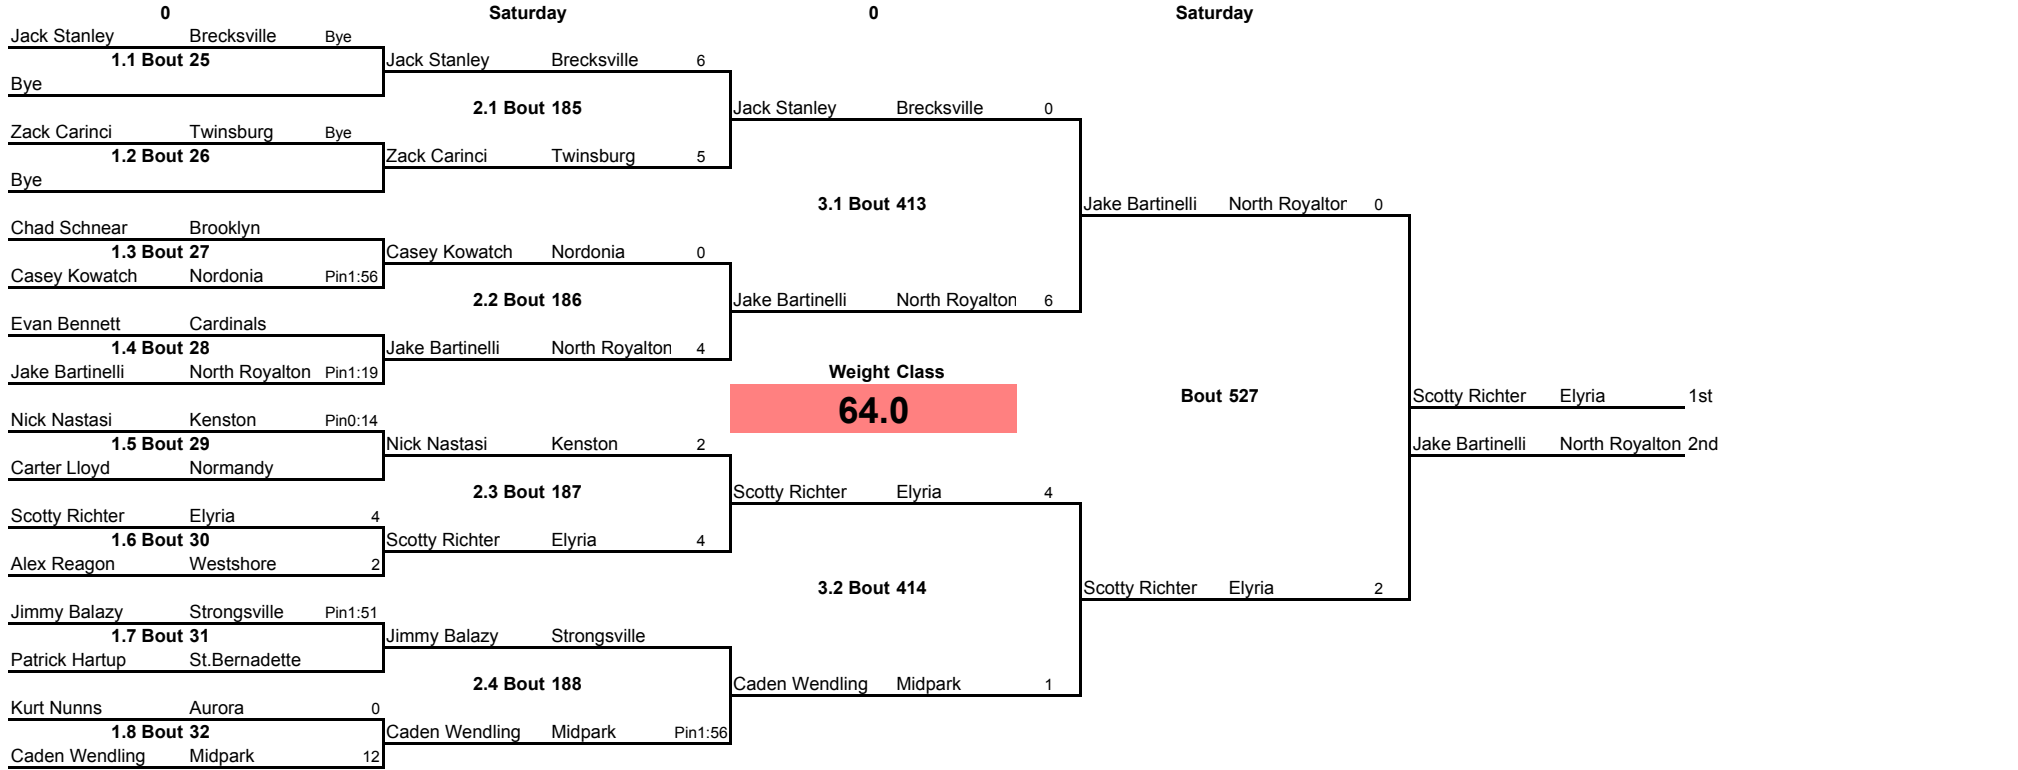 0 Saturday 0 Saturday
Jack Stanley Brecksville Bye
1.1 Bout 25 Jack Stanley Brecksville 6
Bye
2.1 Bout 185 Jack Stanley Brecksville 0
Zack Carinci Twinsburg Bye
1.2 Bout 26 Zack Carinci Twinsburg 5
Bye
3.1 Bout 413 Jake Bartinelli North Royalton 0
Chad Schnear Brooklyn
1.3 Bout 27 Casey Kowatch Nordonia 0
Casey Kowatch Nordonia Pin1:56
2.2 Bout 186 Jake Bartinelli North Royalton 6
Evan Bennett Cardinals
1.4 Bout 28 Jake Bartinelli North Royalton 4
Jake Bartinelli North Royalton Pin1:19 Weight Class
Bout 527 Scotty Richter Elyria 1st
64.0
Nick Nastasi Kenston Pin0:14
1.5 Bout 29 Nick Nastasi Kenston 2 Jake Bartinelli North Royalton 2nd
Carter Lloyd Normandy
2.3 Bout 187 Scotty Richter Elyria 4
Scotty Richter Elyria 4
1.6 Bout 30 Scotty Richter Elyria 4
Alex Reagon Westshore 2
3.2 Bout 414 Scotty Richter Elyria 2
Jimmy Balazy Strongsville Pin1:51
1.7 Bout 31 Jimmy Balazy Strongsville
Patrick Hartup St.Bernadette
2.4 Bout 188 Caden Wendling Midpark 1
Kurt Nunns Aurora 0
1.8 Bout 32 Caden Wendling Midpark Pin1:56
Caden Wendling Midpark 12